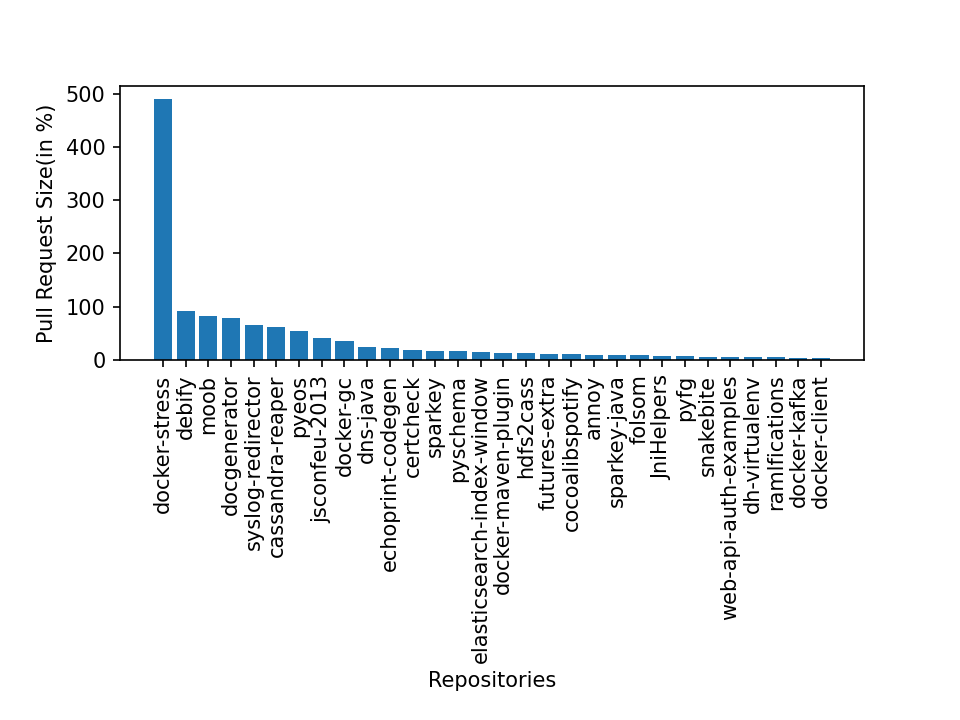 Pull Request Size(in %)
500
400
300
200
100
0
docker-stress
debify
moob
docgenerator
syslog-redirector
cassandra-reaper
pyeos
jsconfeu-2013
docker-gc
dns-java
echoprint-codegen
certcheck
sparkey
pyschema
elasticsearch-index-window
docker-maven-plugin
hdfs2cass
futures-extra
cocoalibspotify
annoy
sparkey-java
folsom
JniHelpers
pyfg
snakebite
web-api-auth-examples
dh-virtualenv
ramlfications
docker-kafka
docker-client
Repositories